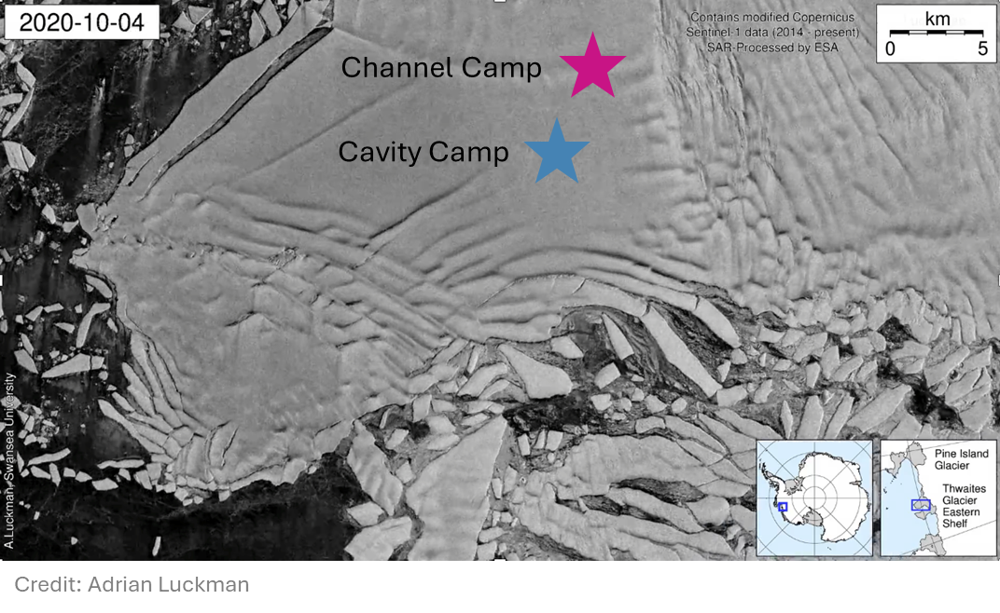 2020-10-04
Contains modified Copernicus
Sentinel-1 data (2014 - present)
SAR-Processed by ESA
km
0 5
Channel Camp
Cavity Camp
A.Luckman, Swansea University
Pine Island
Glacier
Thwaites
Glacier
Eastern
Shelf
Credit: Adrian Luckman